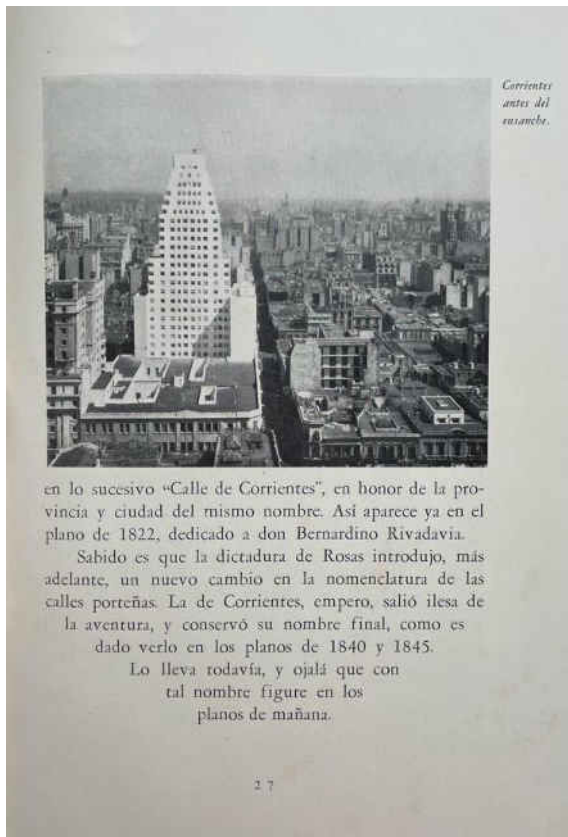 Corrientes
antes del
ensanche.
en lo sucesivo “Calle de Corrientes”, en honor de la pro-
vincia y ciudad del mismo nombre. Así aparece ya en el
plano de 1822, dedicado a don Bernardino Rivadavia.
Sabido es que la dictadura de Rosas introdujo, más
adelante, un nuevo cambio en la nomenclatura de las
calles porteñas. La de Corrientes, empero, salió ilesa de
la aventura, y conservó su nombre final, como es
dado verlo en los planos de 1840 y 1845.
Lo lleva todavía, y ojalá que con
tal nombre figure en los
planos de mañana.
27